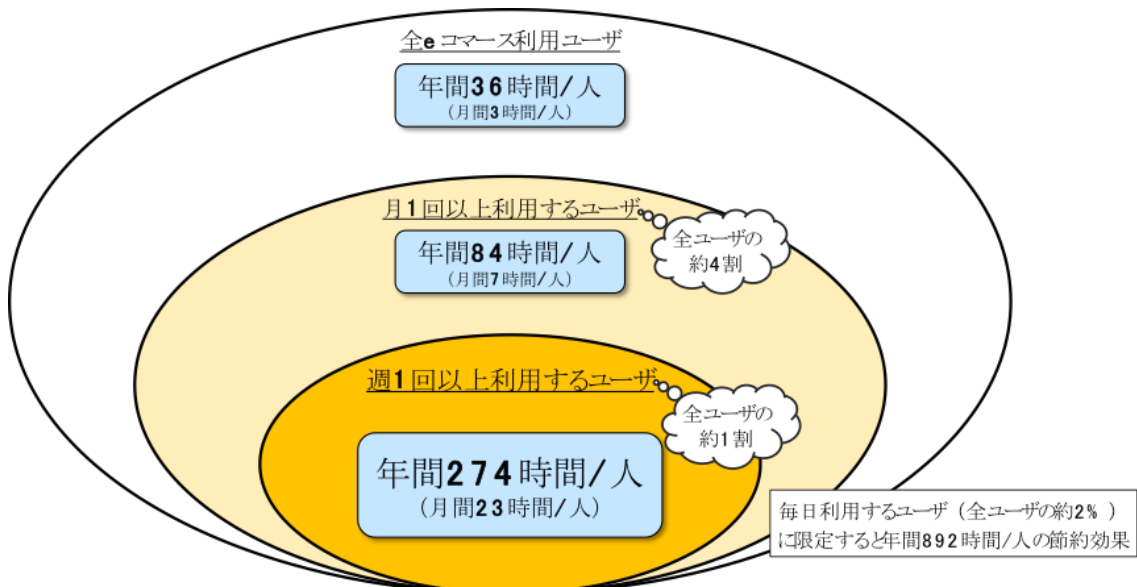 全eコマース利用ユーザ
年間36時間/人
(月間3時間/人)
月1回以上利用するユーザ
年間84時間/人
(月間7時間/人)
全ユーザの
約4割
週1回以上利用するユーザ
全ユーザの
約1割
年間274時間/人
(月間23時間/人)
毎日利用するユーザ(全ユーザの約2%)
に限定すると年間892時間/人の節約効果